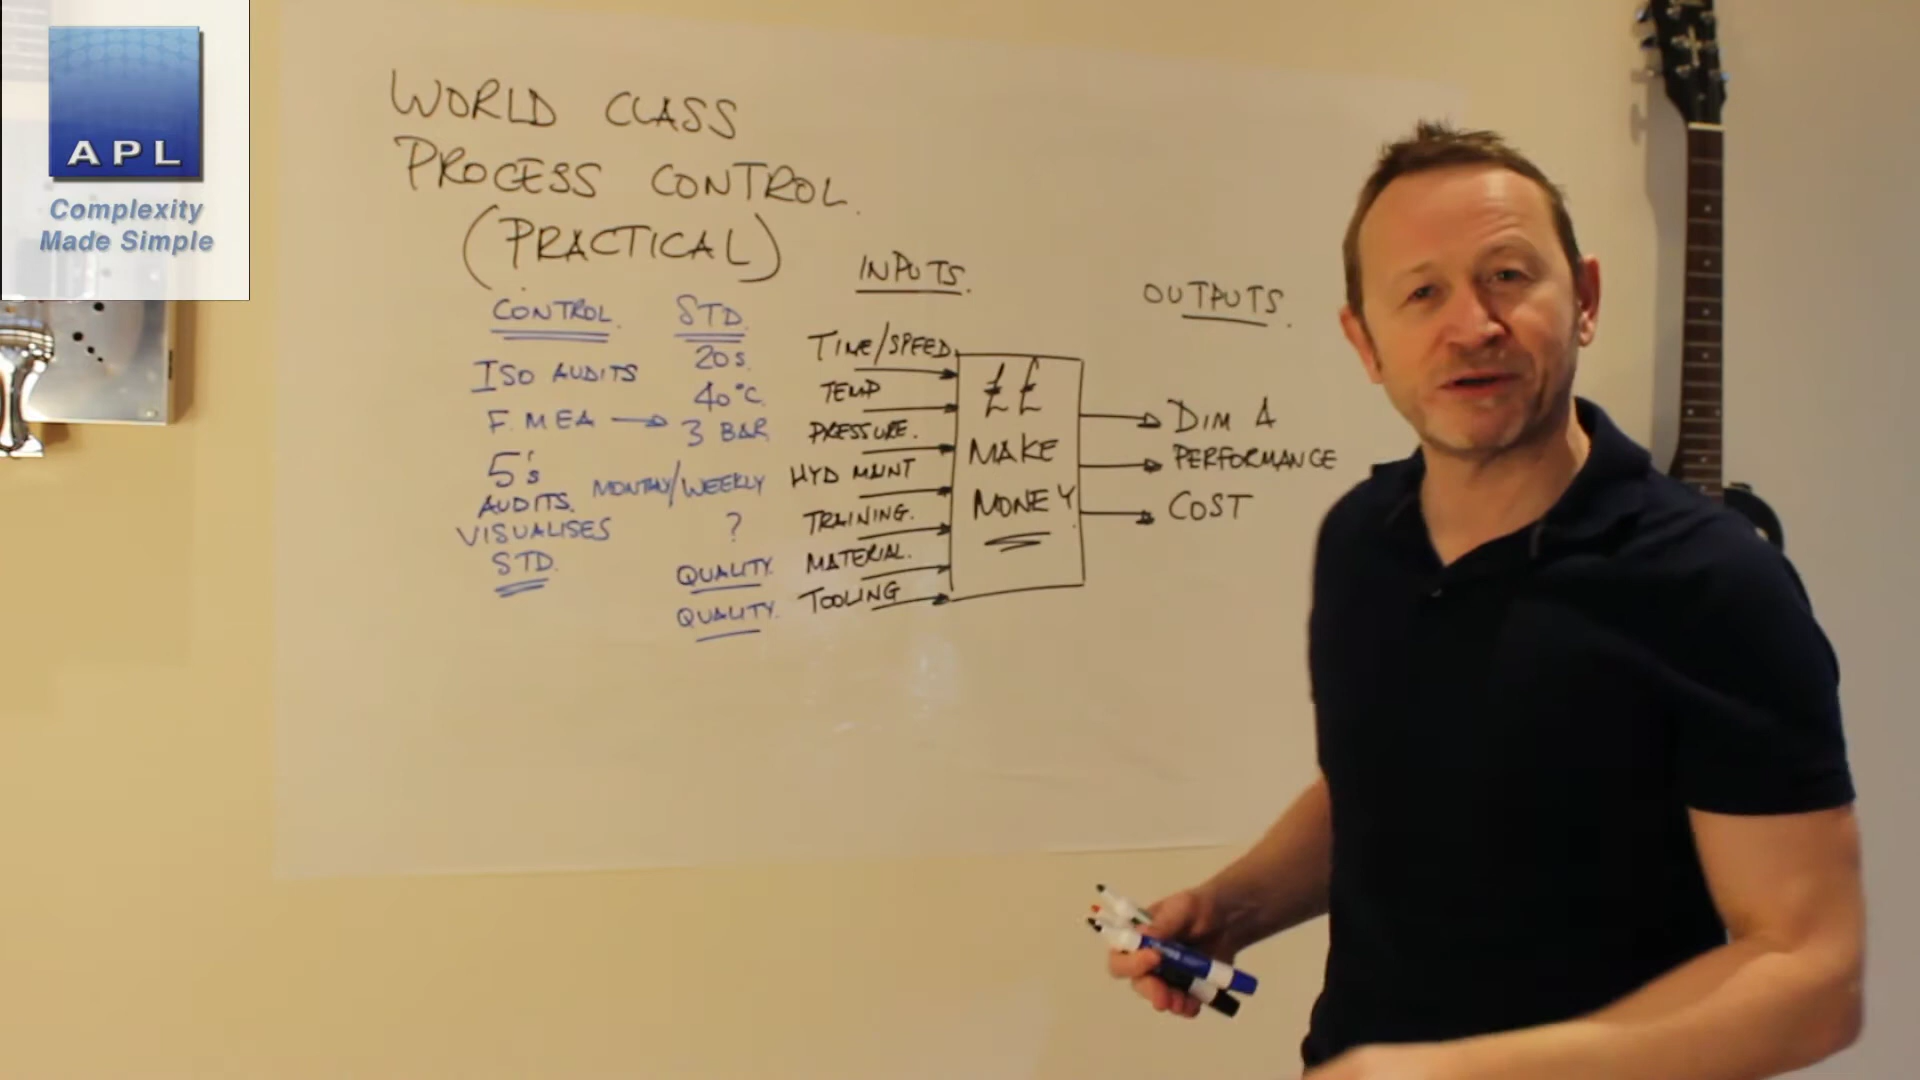 APL
Complexity
Made Simple
WORLD CLASS
PROCESS CONTROL.
(PRACTICAL)
CONTROL.
ISO AUDITS
F.MEA
5's
AUDITS.
VISUALISES
STD.
STD.
20s.
40°C.
3 BAR
MONTHLY/WEEKLY
?
QUALITY.
QUALITY.
INPUTS.
TIME/SPEED.
TEMP
PRESSURE.
HYD MAINT
TRAINING.
MATERIAL.
TOOLING
££
MAKE
MONEY
OUTPUTS.
DIM &
PERFORMANCE
COST